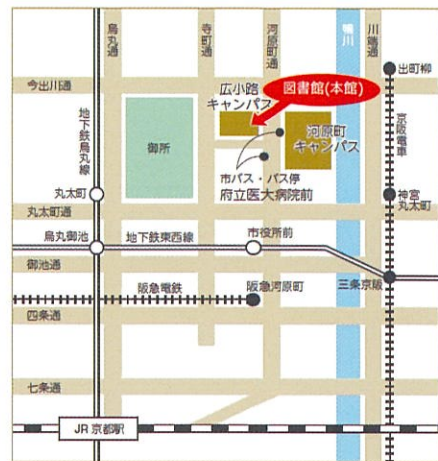 烏丸通
寺町通
河原町通
鴨川
川端通
出町柳
今出川通
広小路
キャンパス
図書館(本館)
地下鉄烏丸線
御所
河原町
キャンパス
京阪電車
市バス・バス停
府立医大病院前
丸太町
神宮
丸太町
丸太町通
烏丸御池
地下鉄東西線
市役所前
御池通
三条京阪
阪急電鉄
阪急河原町
四条通
七条通
JR 京都駅